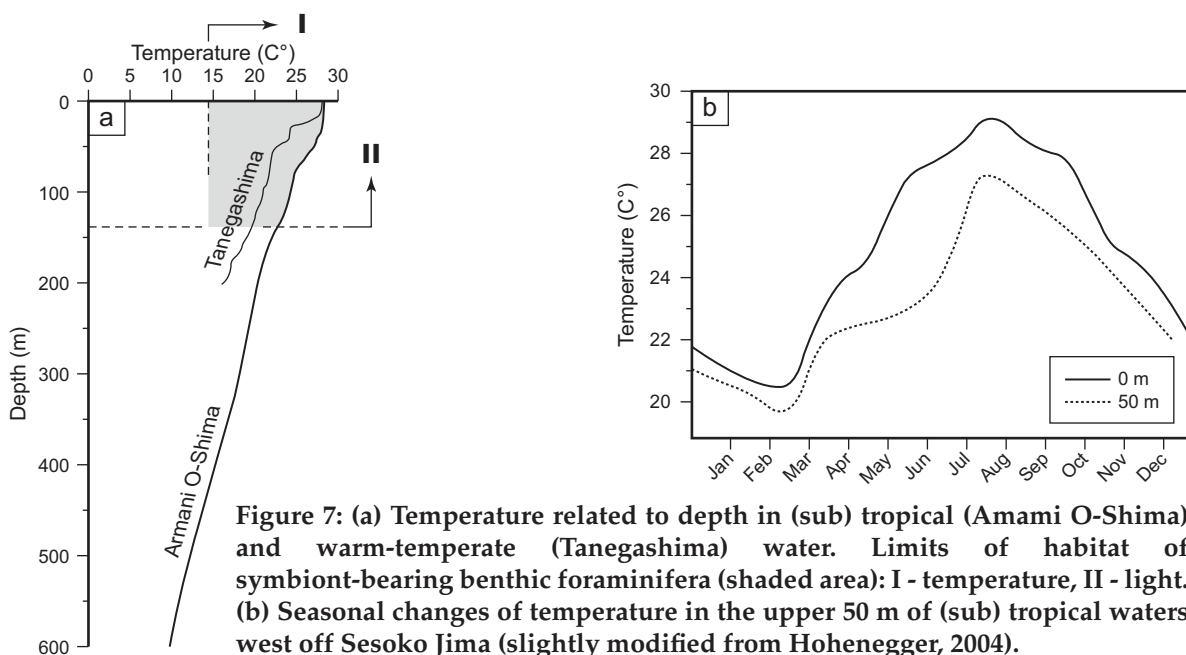 I
Temperature (C°)
0 5 10 15 20 25 30
a
0
100
200
300
400
500
600
Depth (m)
II
Tanegashima
Armani O-Shima
b
30
28
26
24
22
20
Temperature (C°)
0 m
50 m
Jan Feb Mar Apr May Jun Jul Aug Sep Oct Nov Dec
Figure 7: (a) Temperature related to depth in (sub) tropical (Amami O-Shima)
and warm-temperate (Tanegashima) water. Limits of habitat of
symbiont-bearing benthic foraminifera (shaded area): I - temperature, II - light.
(b) Seasonal changes of temperature in the upper 50 m of (sub) tropical waters
west off Sesoko Jima (slightly modified from Hohenegger, 2004).